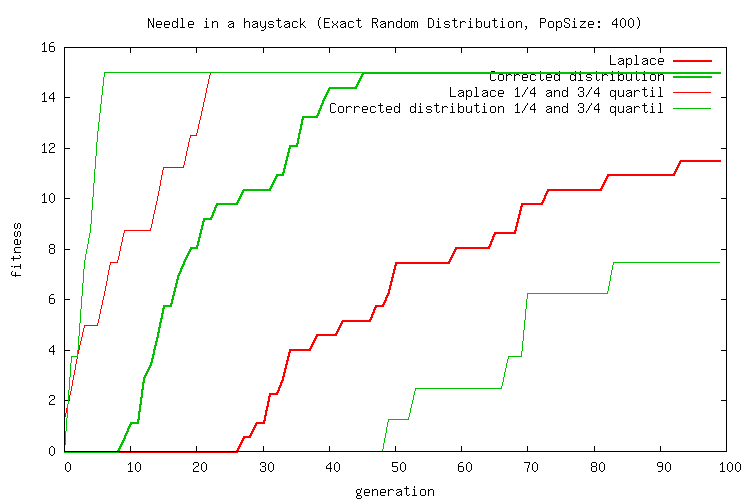 Needle in a haystack (Exact Random Distribution, PopSize: 400)
16
14
12
10
8
6
4
2
0
fitness
Laplace
Corrected distribution
Laplace 1/4 and 3/4 quartil
Corrected distribution 1/4 and 3/4 quartil
0 10 20 30 40 50 60 70 80 90 100
generation